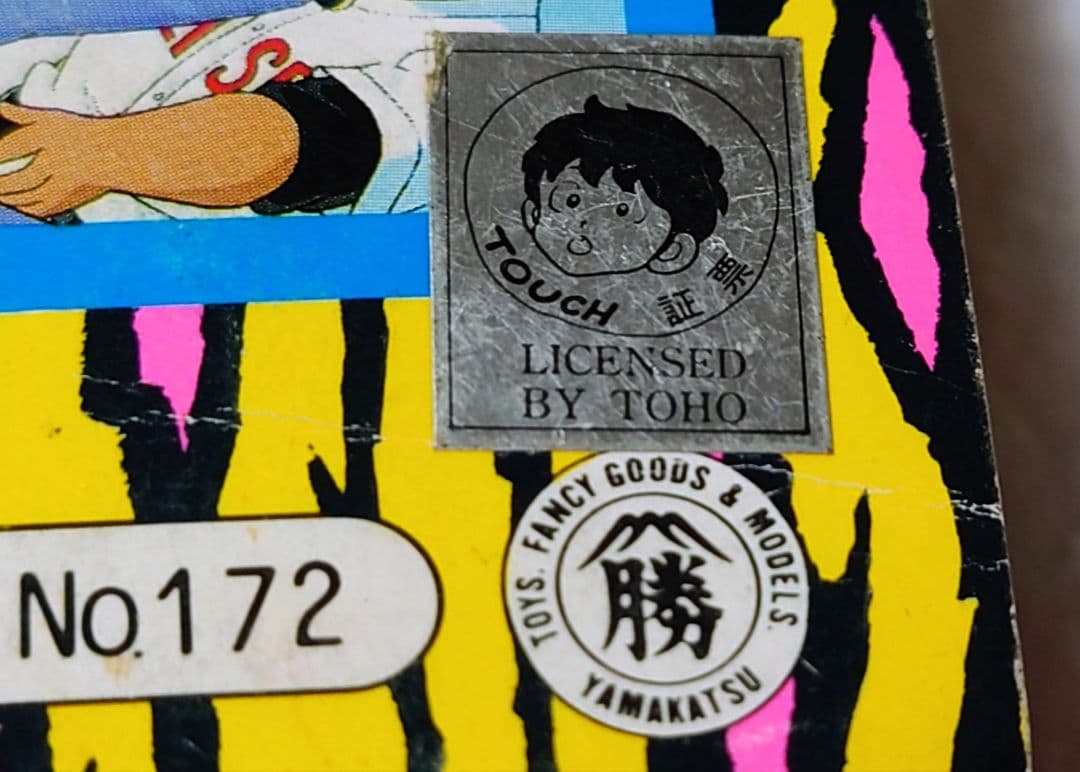 TOUCH 証票
LICENSED
BY TOHO
TOYS. FANCY GOODS & MODELS.
勝
YAMAKATSU
No.172